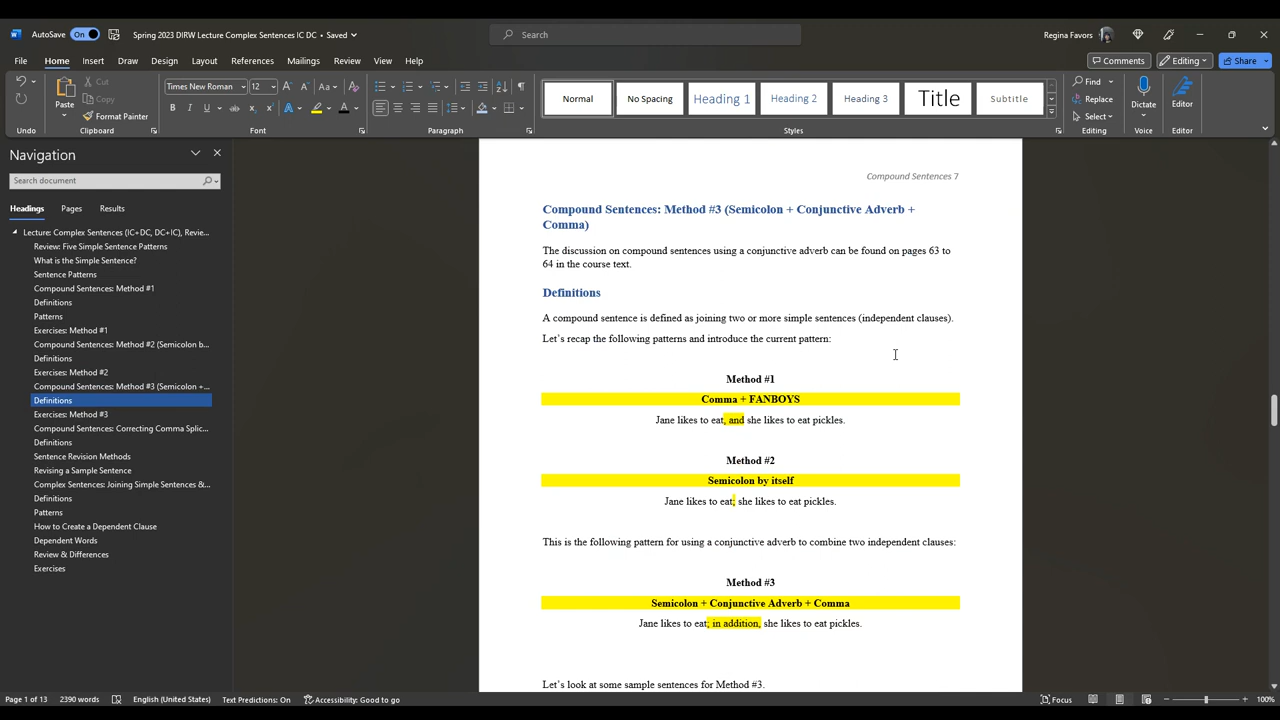 AutoSave On Spring 2023 DIRW Lecture Complex Sentences IC DC • Saved Search Regina Favors
File Home Insert Draw Design Layout References Mailings Review View Help Comments Editing Share
Times New Roman 12 Normal No Spacing Heading 1 Heading 2 Heading 3 Title Subtitle
Paste Cut Copy Format Painter
Find Replace Select Dictate Editor
Undo Clipboard Font Paragraph Styles Editing Voice Editor
Navigation
Search document
Headings Pages Results
Lecture: Complex Sentences (IC+DC, DC+IC), Revie...
Review: Five Simple Sentence Patterns
What is the Simple Sentence?
Sentence Patterns
Compound Sentences: Method #1
Definitions
Patterns
Exercises: Method #1
Compound Sentences: Method #2 (Semicolon b...
Definitions
Exercises: Method #2
Compound Sentences: Method #3 (Semicolon +...
Definitions
Exercises: Method #3
Compound Sentences: Correcting Comma Splic...
Definitions
Sentence Revision Methods
Revising a Sample Sentence
Complex Sentences: Joining Simple Sentences &...
Definitions
Patterns
How to Create a Dependent Clause
Dependent Words
Review & Differences
Exercises
Compound Sentences 7
Compound Sentences: Method #3 (Semicolon + Conjunctive Adverb +
Comma)
The discussion on compound sentences using a conjunctive adverb can be found on pages 63 to
64 in the course text.
Definitions
A compound sentence is defined as joining two or more simple sentences (independent clauses).
Let's recap the following patterns and introduce the current pattern:
Method #1
Comma + FANBOYS
Jane likes to eat, and she likes to eat pickles.
Method #2
Semicolon by itself
Jane likes to eat; she likes to eat pickles.
This is the following pattern for using a conjunctive adverb to combine two independent clauses:
Method #3
Semicolon + Conjunctive Adverb + Comma
Jane likes to eat; in addition, she likes to eat pickles.
Let's look at some sample sentences for Method #3.
Page 1 of 13 2390 words English (United States) Text Predictions: On Accessibility: Good to go Focus 100%